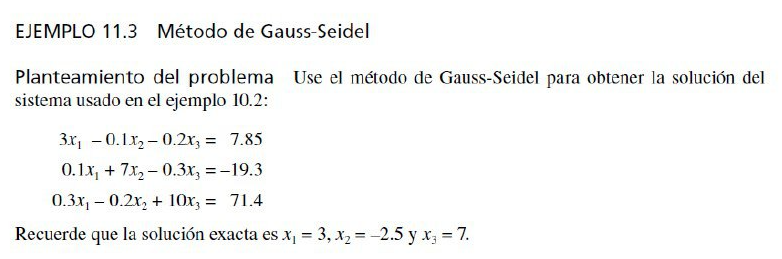 EJEMPLO 11.3 Método de Gauss-Seidel
Planteamiento del problema Use el método de Gauss-Seidel para obtener la solución del
sistema usado en el ejemplo 10.2:
3x₁ – 0.1x₂ – 0.2x₃ = 7.85
0.1x₁ + 7x₂ – 0.3x₃ = –19.3
0.3x₁ – 0.2x₂ + 10x₃ = 71.4
Recuerde que la solución exacta es x₁ = 3, x₂ = –2.5 y x₃ = 7.